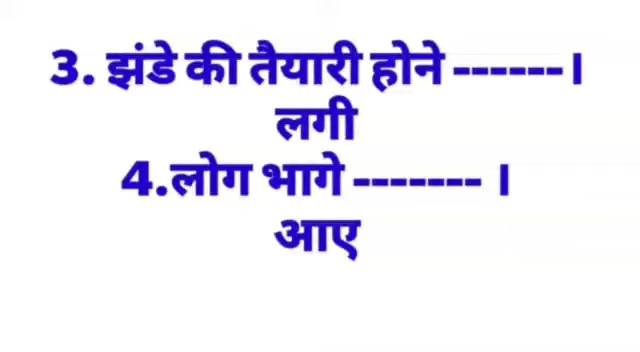 3. झंडे की तैयारी होने ------।
लगी
4.लोग भागे ------- ।
आए